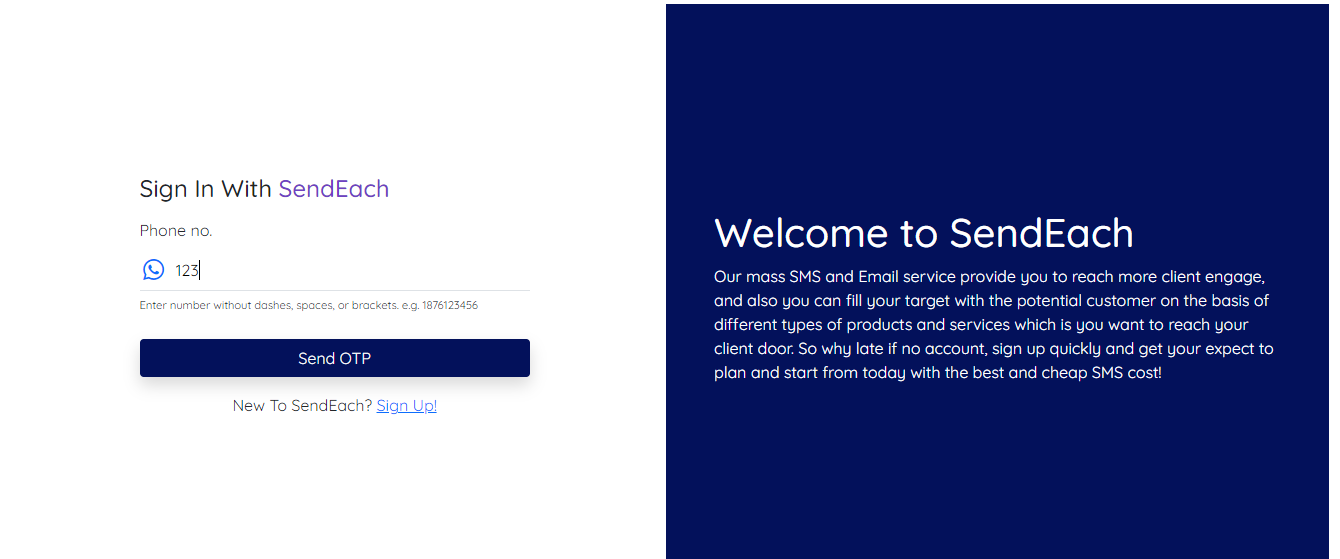 Sign In With SendEach
Phone no.
123
Enter number without dashes, spaces, or brackets. e.g. 1876123456
Send OTP
New To SendEach? Sign Up!
Welcome to SendEach
Our mass SMS and Email service provide you to reach more client engage,
and also you can fill your target with the potential customer on the basis of
different types of products and services which is you want to reach your
client door. So why late if no account, sign up quickly and get your expect to
plan and start from today with the best and cheap SMS cost!